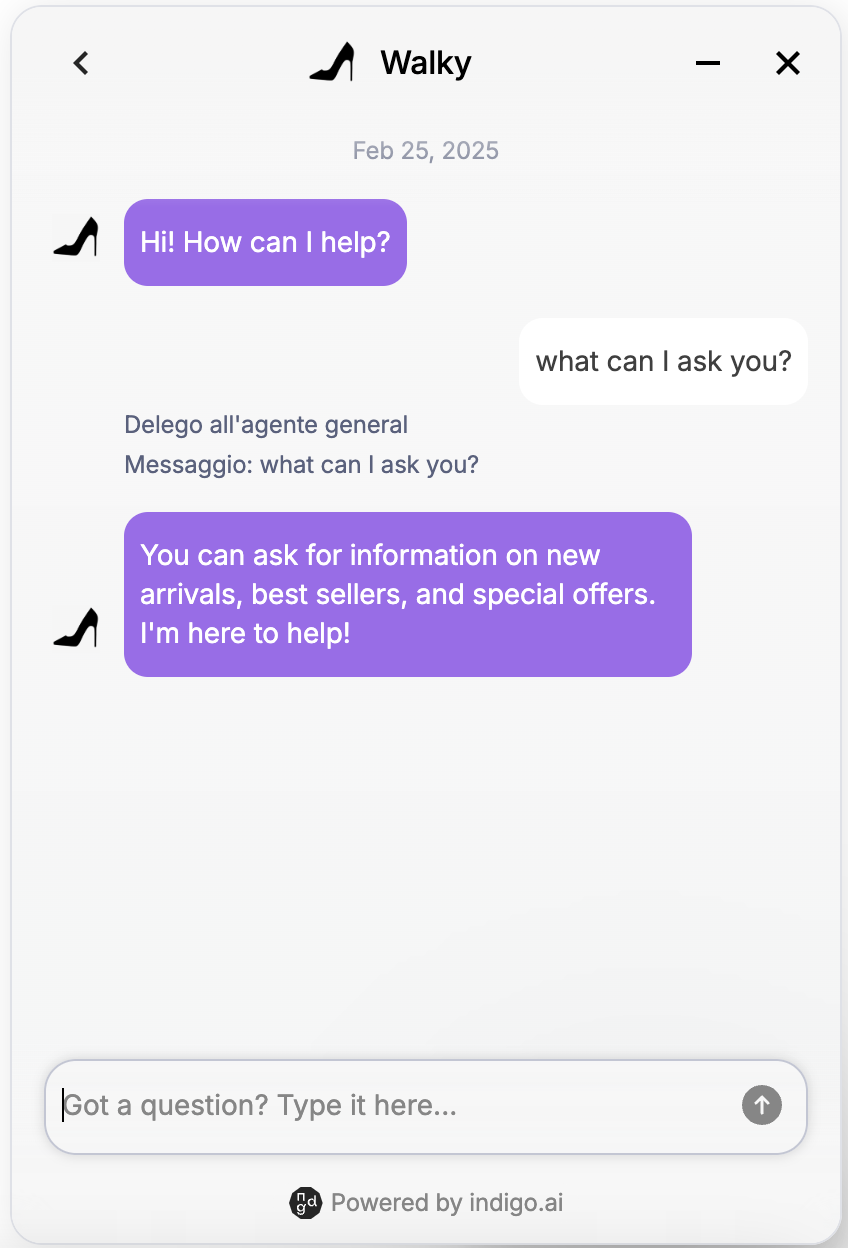 Walky
Feb 25, 2025
Hi! How can I help?
what can I ask you?
Delego all'agente general
Messaggio: what can I ask you?
You can ask for information on new
arrivals, best sellers, and special offers.
I'm here to help!
Got a question? Type it here...
Powered by indigo.ai